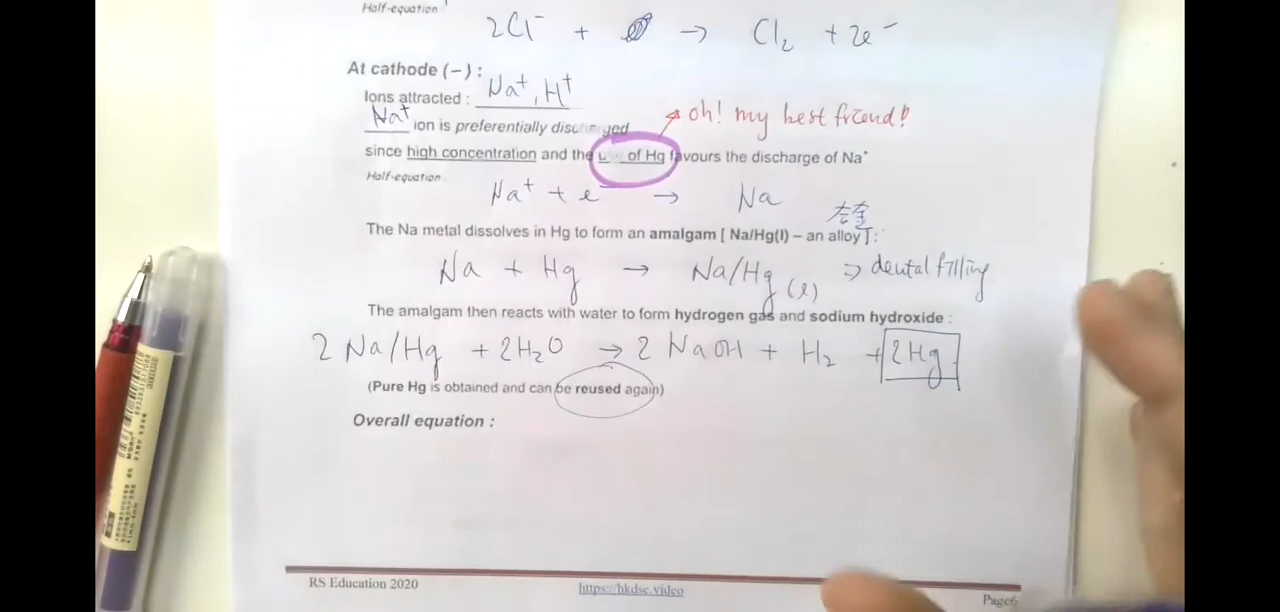 Half-equation
2Cl⁻ + → Cl₂ + 2e⁻
At cathode (−) :
Ions attracted : Na⁺, H⁺
Na⁺ ion is preferentially discharged
oh! my best friend!
since high concentration and the of Hg favours the discharge of Na⁺
Half-equation
Na⁺ + e → Na
The Na metal dissolves in Hg to form an amalgam [ Na/Hg(l) – an alloy ] :
Na + Hg → Na/Hg (l) ⇒ dental filling
The amalgam then reacts with water to form hydrogen gas and sodium hydroxide :
2 Na/Hg + 2H₂O → 2 NaOH + H₂ + 2Hg
(Pure Hg is obtained and can be reused again)
Overall equation :
RS Education 2020
https://hkdse.video
Page6